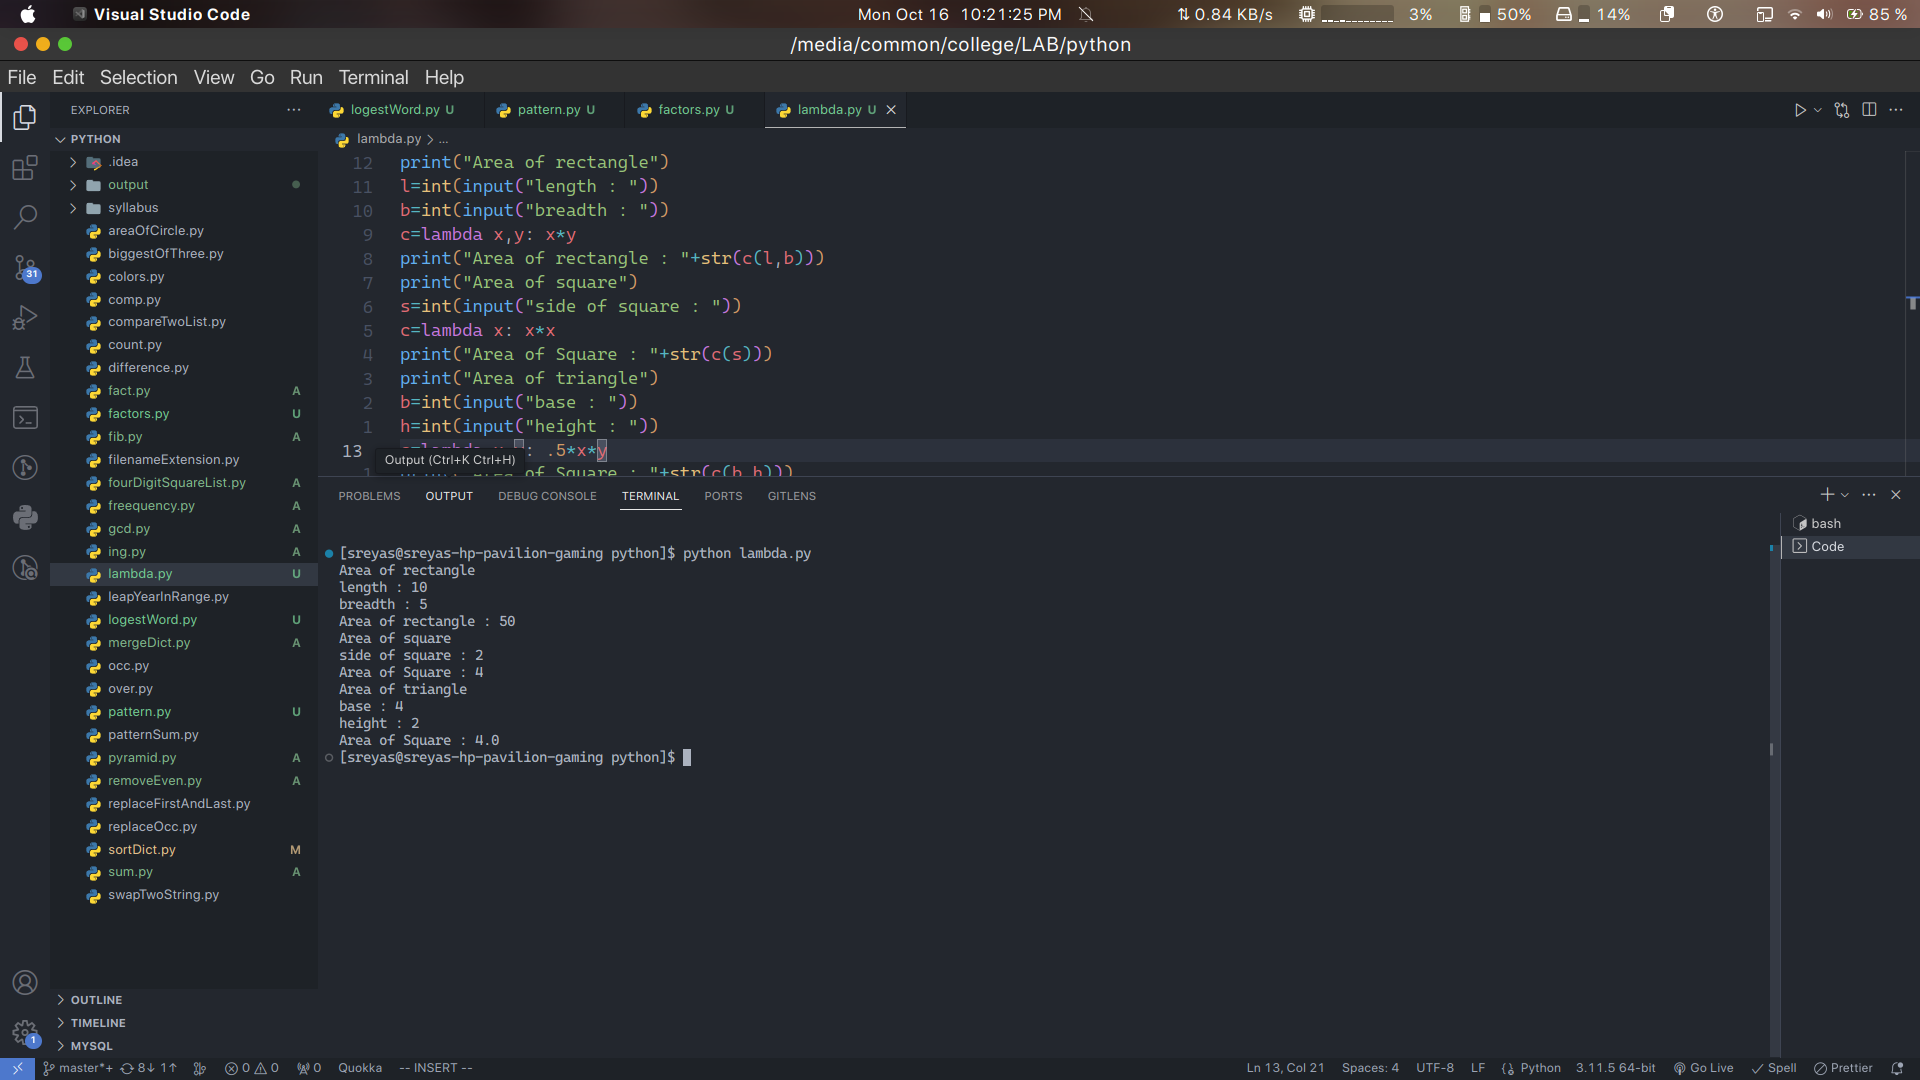 Visual Studio Code
Mon Oct 16 10:21:25 PM
0.84 KB/s
3%
50%
14%
85 %
/media/common/college/LAB/python
File Edit Selection View Go Run Terminal Help
EXPLORER
PYTHON
.idea
output
syllabus
areaOfCircle.py
biggestOfThree.py
colors.py
comp.py
compareTwoList.py
count.py
difference.py
fact.py A
factors.py U
fib.py A
filenameExtension.py
fourDigitSquareList.py A
freequency.py A
gcd.py A
ing.py A
lambda.py U
leapYearInRange.py
logestWord.py U
mergeDict.py A
occ.py
over.py
pattern.py U
patternSum.py
pyramid.py A
removeEven.py A
replaceFirstAndLast.py
replaceOcc.py
sortDict.py M
sum.py A
swapTwoString.py
OUTLINE
TIMELINE
MYSQL
31
1
logestWord.py U
pattern.py U
factors.py U
lambda.py U
lambda.py > ...
12 print("Area of rectangle")
11 l=int(input("length : "))
10 b=int(input("breadth : "))
9 c=lambda x,y: x*y
8 print("Area of rectangle : "+str(c(l,b)))
7 print("Area of square")
6 s=int(input("side of square : "))
5 c=lambda x: x*x
4 print("Area of Square : "+str(c(s)))
3 print("Area of triangle")
2 b=int(input("base : "))
1 h=int(input("height : "))
13 : .5*x*y
Output (Ctrl+K Ctrl+H)
1 of Square : "+str(c(b,h)))
PROBLEMS OUTPUT DEBUG CONSOLE TERMINAL PORTS GITLENS
bash
Code
[sreyas@sreyas-hp-pavilion-gaming python]$ python lambda.py
Area of rectangle
length : 10
breadth : 5
Area of rectangle : 50
Area of square
side of square : 2
Area of Square : 4
Area of triangle
base : 4
height : 2
Area of Square : 4.0
[sreyas@sreyas-hp-pavilion-gaming python]$
master*+ 8↓ 1↑ 0 0 0 Quokka -- INSERT --
Ln 13, Col 21 Spaces: 4 UTF-8 LF Python 3.11.5 64-bit Go Live Spell Prettier